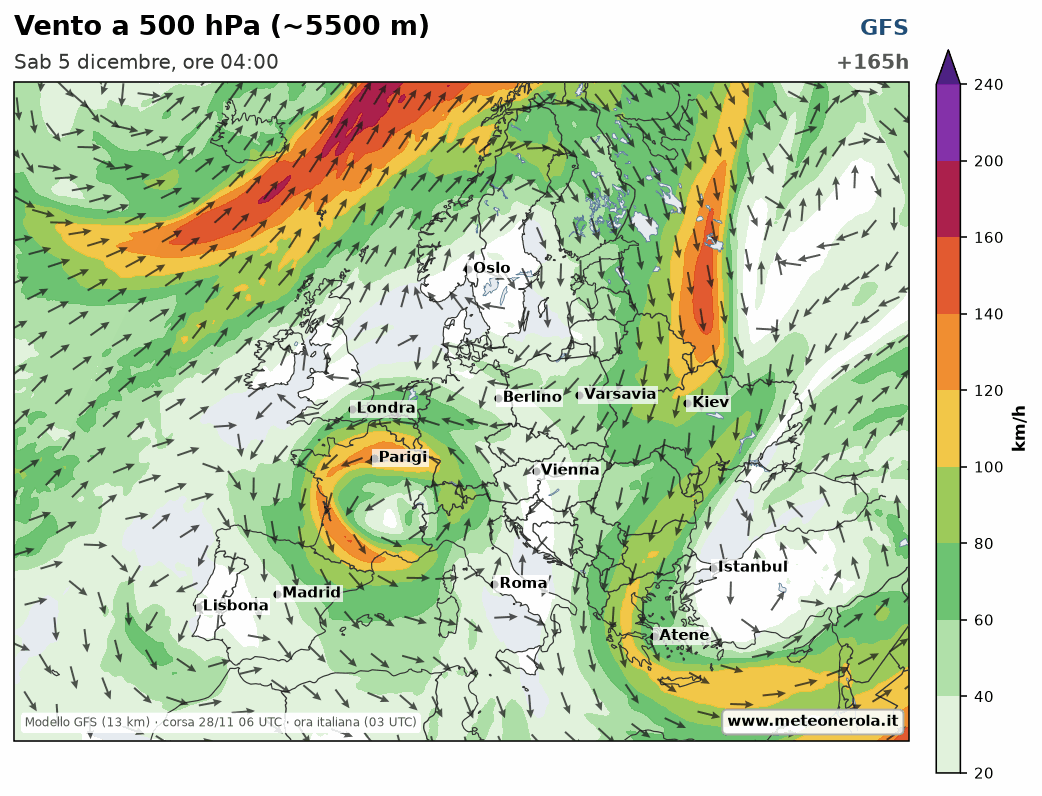 Vento a 500 hPa (~5500 m)
GFS
Sab 5 dicembre, ore 04:00
+165h
240
200
160
140
120
100
80
60
40
20
km/h
Oslo
Berlino
Varsavia
Kiev
Londra
Parigi
Vienna
Istanbul
Roma
Madrid
Lisbona
Atene
Modello GFS (13 km) · corsa 28/11 06 UTC · ora italiana (03 UTC)
www.meteonerola.it